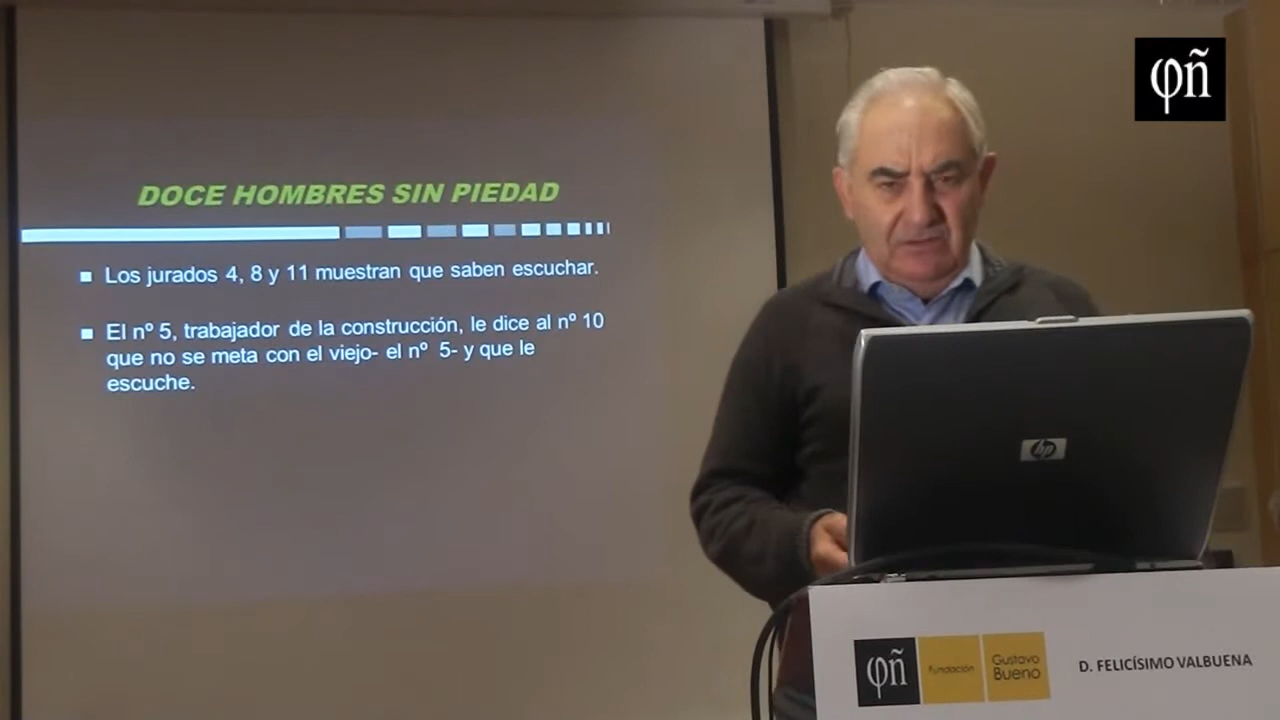 φñ
DOCE HOMBRES SIN PIEDAD
Los jurados 4, 8 y 11 muestran que saben escuchar.
El nº 5, trabajador de la construcción, le dice al nº 10
que no se meta con el viejo- el nº 5- y que le
escuche.
hp
φñ
Fundación
Gustavo
Bueno
D. FELICÍSIMO VALBUENA